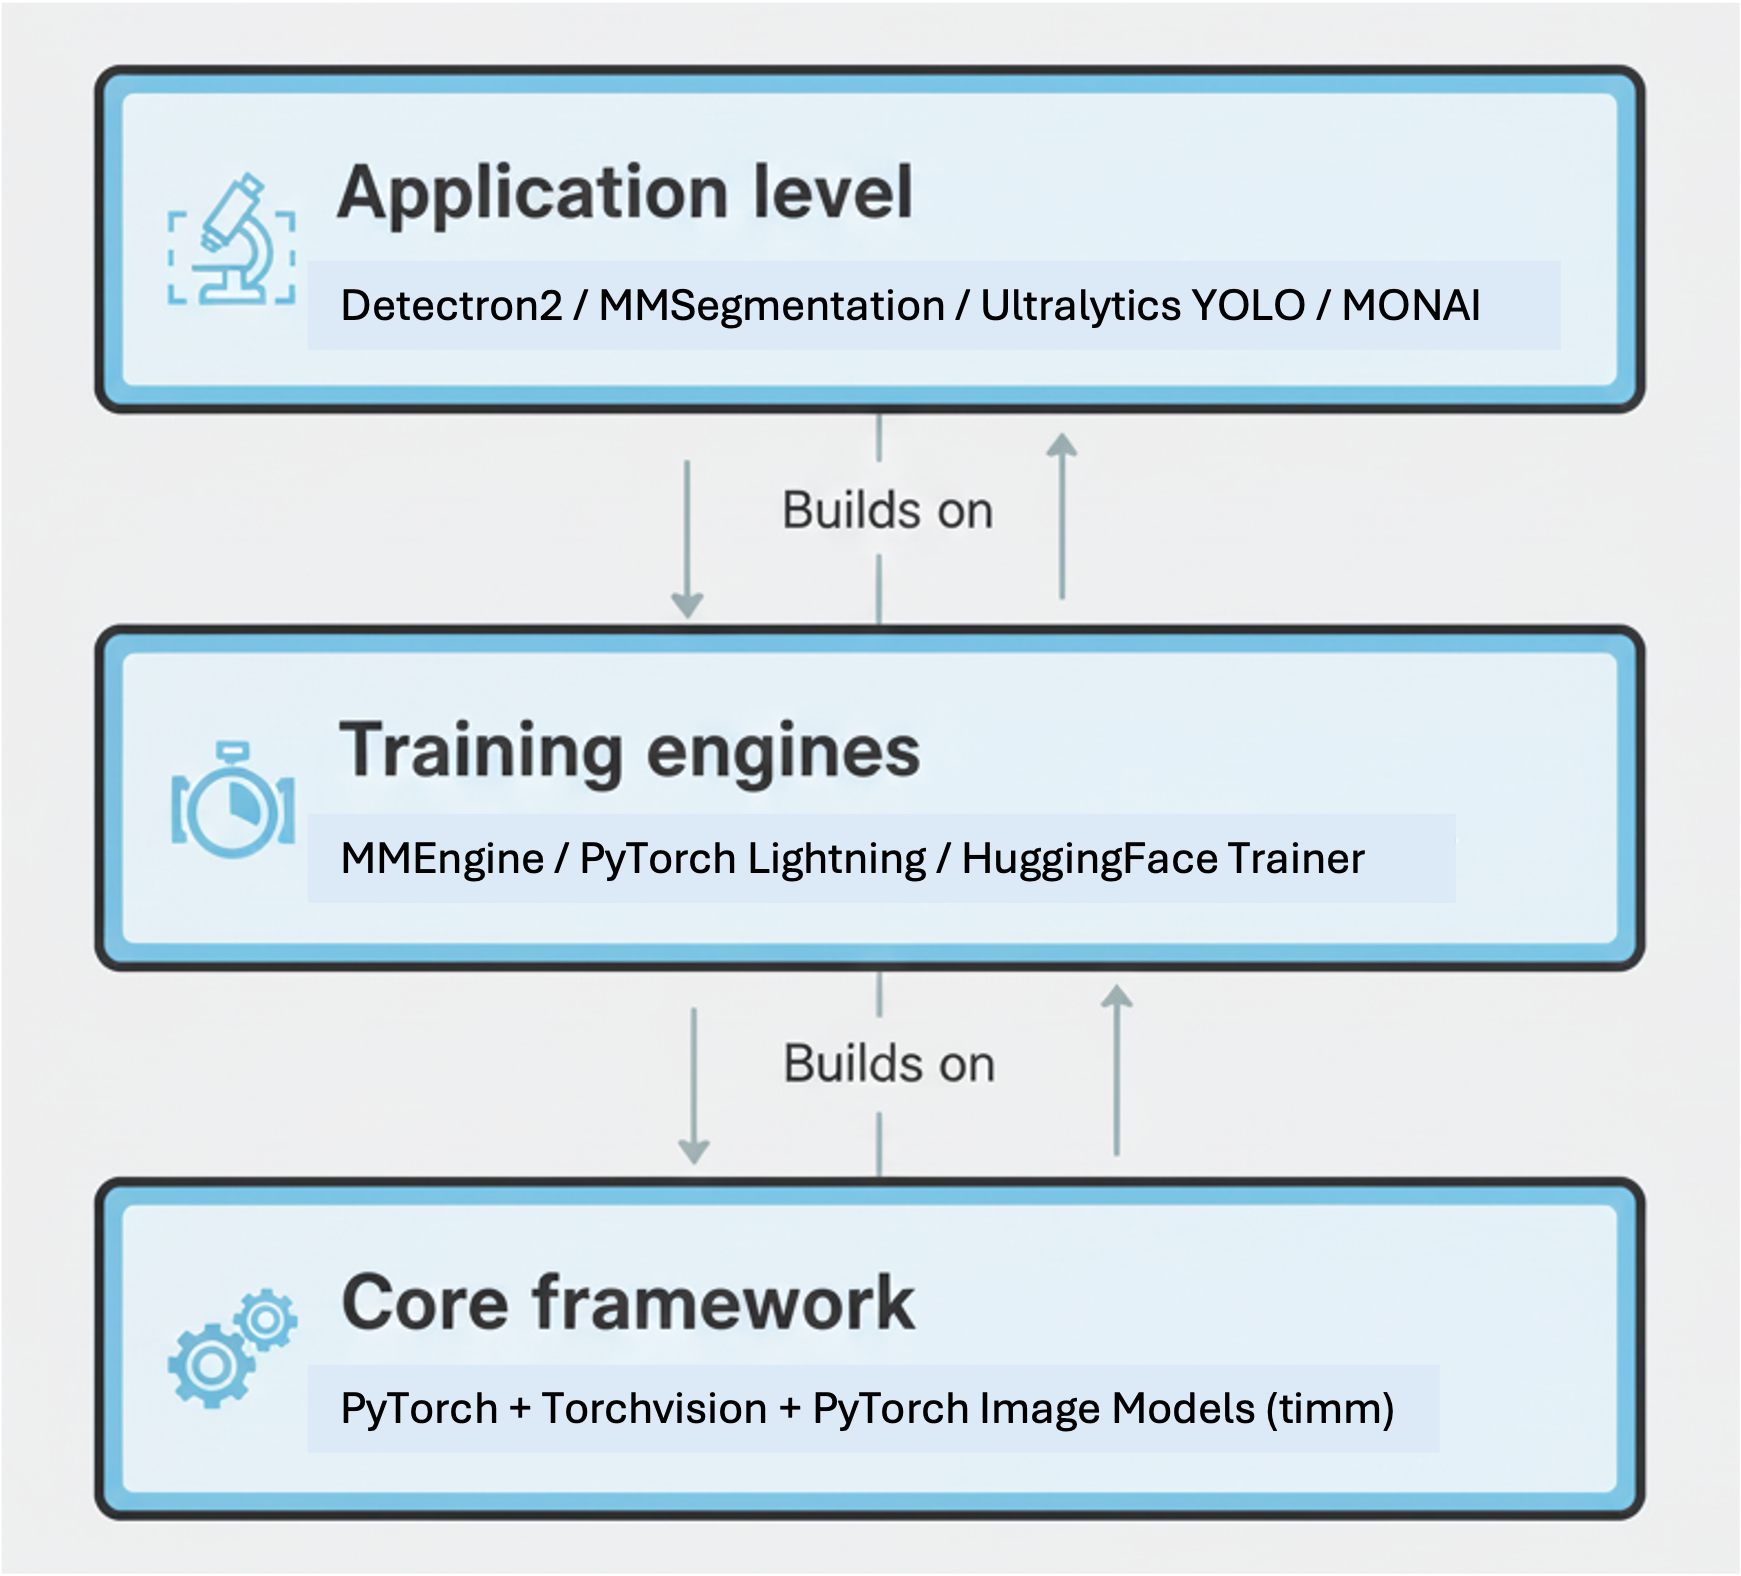 Application level
Detectron2 / MMSegmentation / Ultralytics YOLO / MONAI
Builds on
Training engines
MMEngine / PyTorch Lightning / HuggingFace Trainer
Builds on
Core framework
PyTorch + Torchvision + PyTorch Image Models (timm)